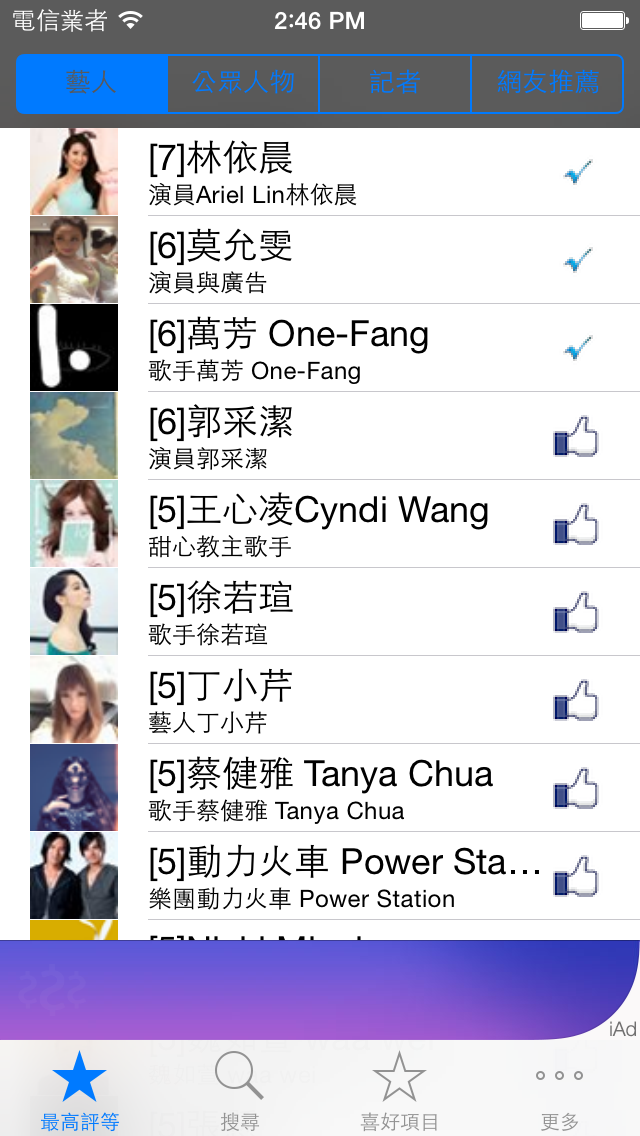 電信業者 2:46 PM
藝人 公眾人物 記者 網友推薦
[7]林依晨
演員Ariel Lin林依晨
[6]莫允雯
演員與廣告
[6]萬芳 One-Fang
歌手萬芳 One-Fang
[6]郭采潔
演員郭采潔
[5]王心凌Cyndi Wang
甜心教主歌手
[5]徐若瑄
歌手徐若瑄
[5]丁小芹
藝人丁小芹
[5]蔡健雅 Tanya Chua
歌手蔡健雅 Tanya Chua
[5]動力火車 Power Sta...
樂團動力火車 Power Station
iAd
最高評等 搜尋 喜好項目 更多